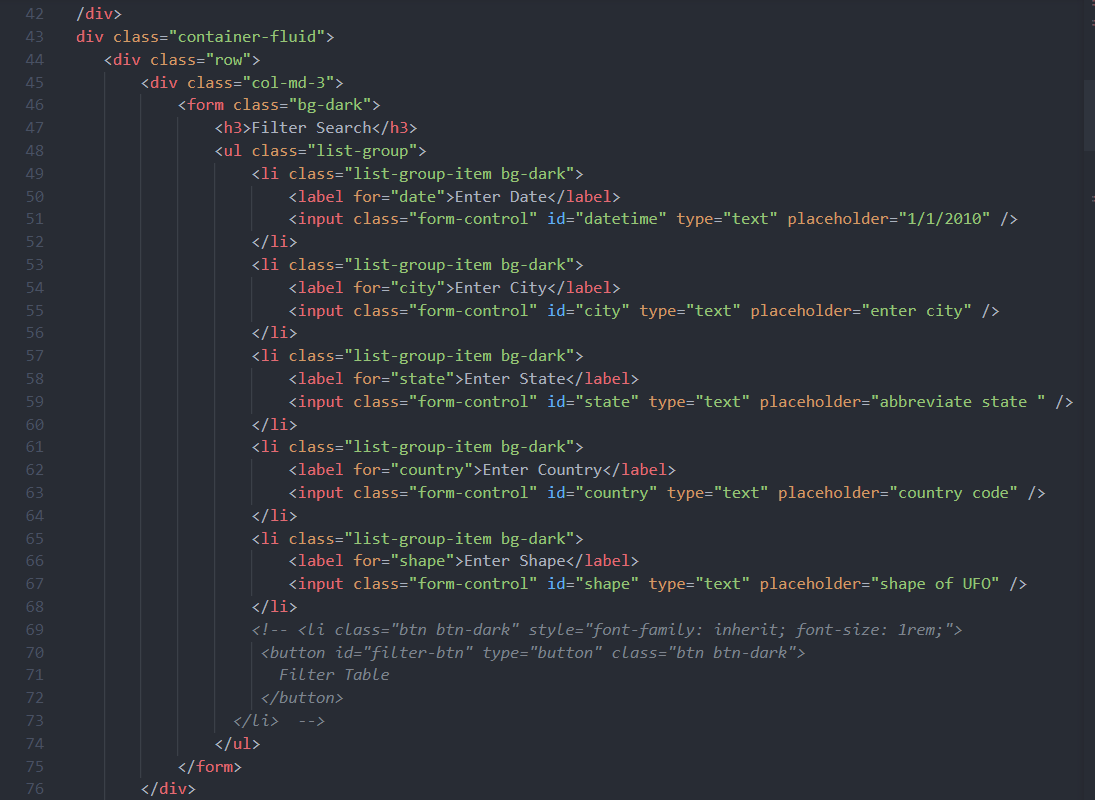 42 /div>
43 div class="container-fluid">
44 <div class="row">
45 <div class="col-md-3">
46 <form class="bg-dark">
47 <h3>Filter Search</h3>
48 <ul class="list-group">
49 <li class="list-group-item bg-dark">
50 <label for="date">Enter Date</label>
51 <input class="form-control" id="datetime" type="text" placeholder="1/1/2010" />
52 </li>
53 <li class="list-group-item bg-dark">
54 <label for="city">Enter City</label>
55 <input class="form-control" id="city" type="text" placeholder="enter city" />
56 </li>
57 <li class="list-group-item bg-dark">
58 <label for="state">Enter State</label>
59 <input class="form-control" id="state" type="text" placeholder="abbreviate state " />
60 </li>
61 <li class="list-group-item bg-dark">
62 <label for="country">Enter Country</label>
63 <input class="form-control" id="country" type="text" placeholder="country code" />
64 </li>
65 <li class="list-group-item bg-dark">
66 <label for="shape">Enter Shape</label>
67 <input class="form-control" id="shape" type="text" placeholder="shape of UFO" />
68 </li>
69 <!-- <li class="btn btn-dark" style="font-family: inherit; font-size: 1rem;">
70 <button id="filter-btn" type="button" class="btn btn-dark">
71 Filter Table
72 </button>
73 </li>  -->
74 </ul>
75 </form>
76 </div>